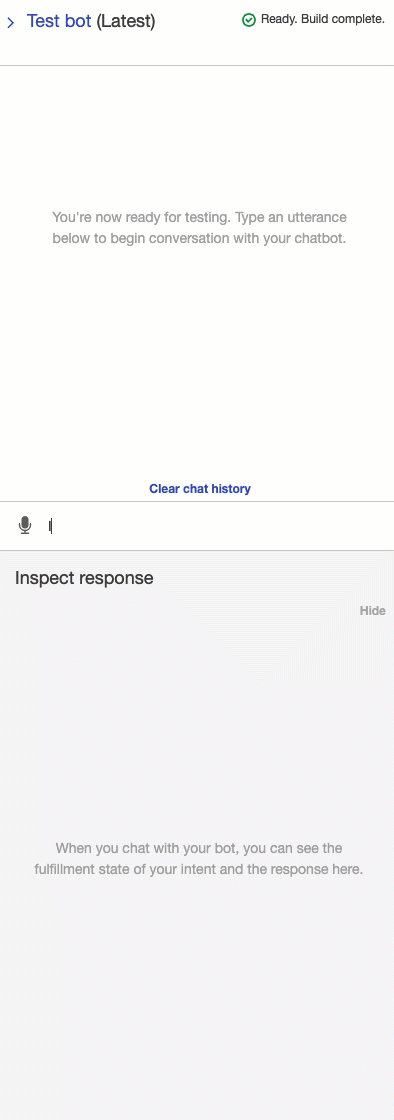 Test bot (Latest)
Ready. Build complete.
You're now ready for testing. Type an utterance
below to begin conversation with your chatbot.
Clear chat history
I
Inspect response
Hide
When you chat with your bot, you can see the
fulfillment state of your intent and the response here.